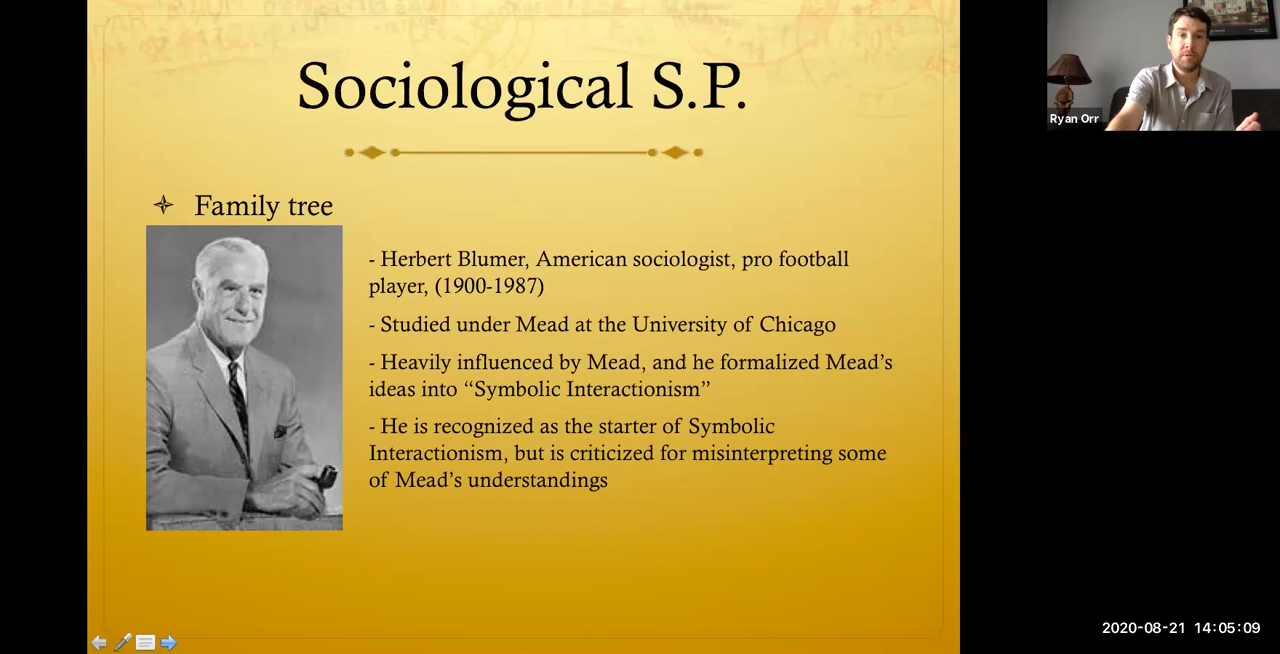 Sociological S.P.
Family tree
- Herbert Blumer, American sociologist, pro football
player, (1900-1987)
- Studied under Mead at the University of Chicago
- Heavily influenced by Mead, and he formalized Mead’s
ideas into “Symbolic Interactionism”
- He is recognized as the starter of Symbolic
Interactionism, but is criticized for misinterpreting some
of Mead’s understandings
Ryan Orr
2020-08-21 14:05:09